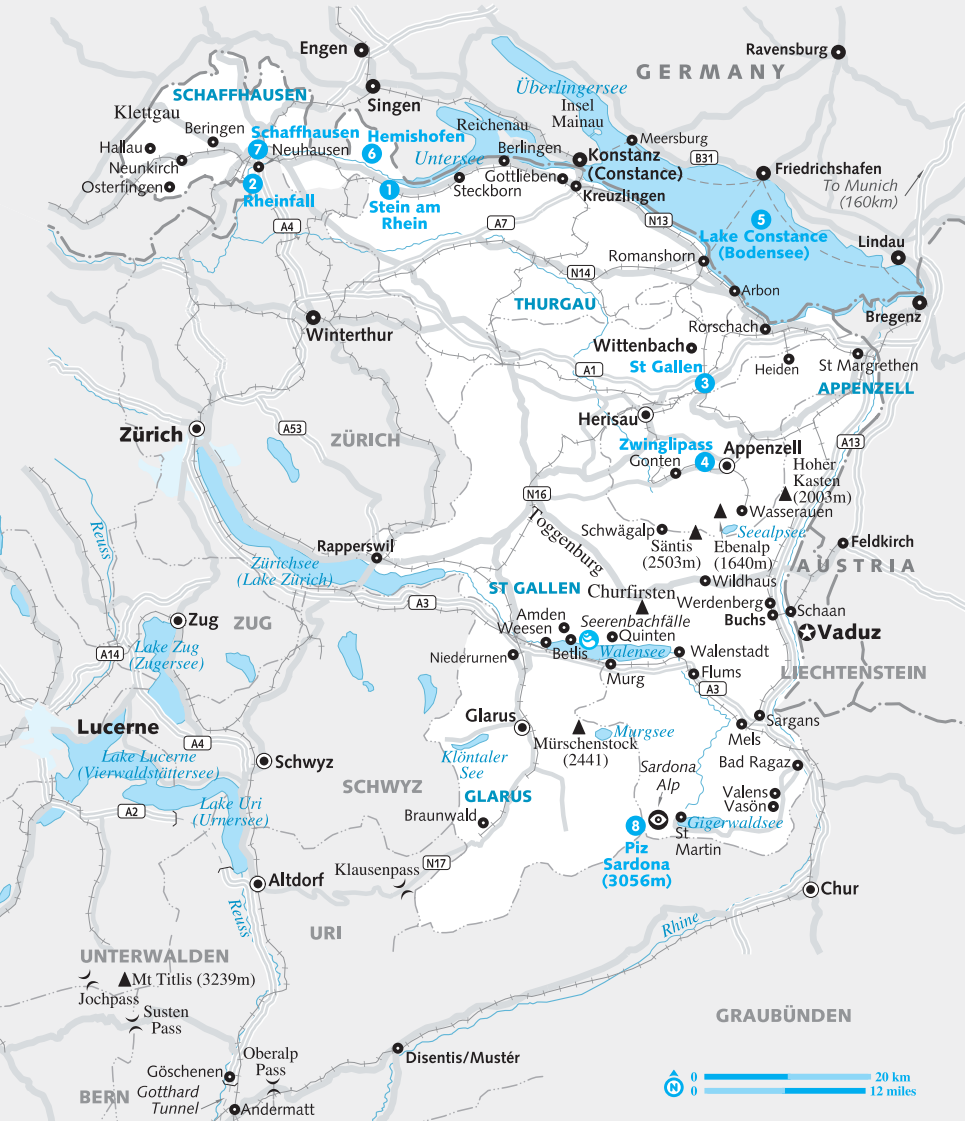 Engen
Ravensburg
GERMANY
Überlingersee
SCHAFFHAUSEN
Singen
Insel
Mainau
Klettgau
Reichenau
Meersburg
Beringen
Schaffhausen
7
Neuhausen
Hemishofen
6
Hallau
Berlingen
Konstanz
(Constance)
B31
Neunkirch
Untersee
Friedrichshafen
Osterfingen
2
Rheinfall
1
Stein am
Rhein
Steckborn
Gottlieben
Kreuzlingen
To Munich
(160km)
A4
A7
N13
5
Lake Constance
(Bodensee)
Lindau
Romanshorn
N14
Arbon
THURGAU
Bregenz
Winterthur
Rorschach
Wittenbach
St Gallen
3
Heiden
St Margrethen
A1
APPENZELL
Herisau
Zürich
A53
ZÜRICH
Zwinglipass
4
Appenzell
A13
Gonten
Hoher
Kasten
(2003m)
N16
Wasserauen
Toggenburg
Schwägalp
Seealpsee
Reuss
Säntis
(2503m)
Ebenalp
(1640m)
Feldkirch
Rapperswil
AUSTRIA
Zürichsee
(Lake Zürich)
ST GALLEN
Churfirsten
Wildhaus
A3
Werdenberg
Schaan
Amden
Seerenbachfälle
Buchs
Zug
ZUG
Weesen
Quinten
Vaduz
Lake Zug
(Zugersee)
Betlis
Walensee
Walenstadt
A14
Niederurnen
Murg
Flums
LIECHTENSTEIN
A3
Lucerne
Glarus
Sargans
Mürschenstock
(2441)
Murgsee
Mels
A4
Lake Lucerne
(Vierwaldstättersee)
Schwyz
Klöntaler
See
Sardona
Alp
Bad Ragaz
SCHWYZ
GLARUS
Valens
Lake Uri
(Urnersee)
Vasön
A2
Braunwald
8
Piz
Sardona
(3056m)
St
Martin
Gigerwaldsee
Klausenpass
N17
Altdorf
Chur
Reuss
URI
Rhine
UNTERWALDEN
Mt Titlis (3239m)
Jochpass
Susten
Pass
GRAUBÜNDEN
Oberalp
Pass
Disentis/Mustér
Göschenen
BERN
Gotthard
Tunnel
Andermatt
N
0
20 km
0
12 miles